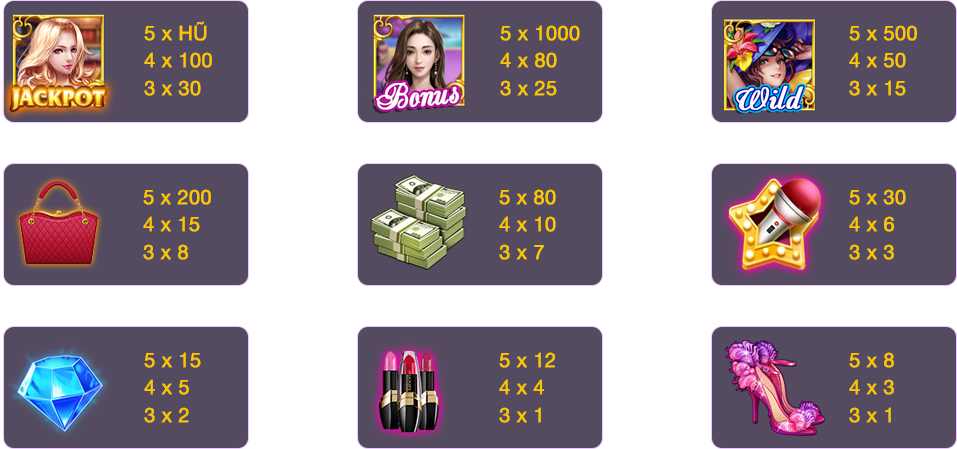 JACKPOT
5 x HŨ
4 x 100
3 x 30
Bonus
5 x 1000
4 x 80
3 x 25
Wild
5 x 500
4 x 50
3 x 15
5 x 200
4 x 15
3 x 8
5 x 80
4 x 10
3 x 7
5 x 30
4 x 6
3 x 3
5 x 15
4 x 5
3 x 2
5 x 12
4 x 4
3 x 1
5 x 8
4 x 3
3 x 1